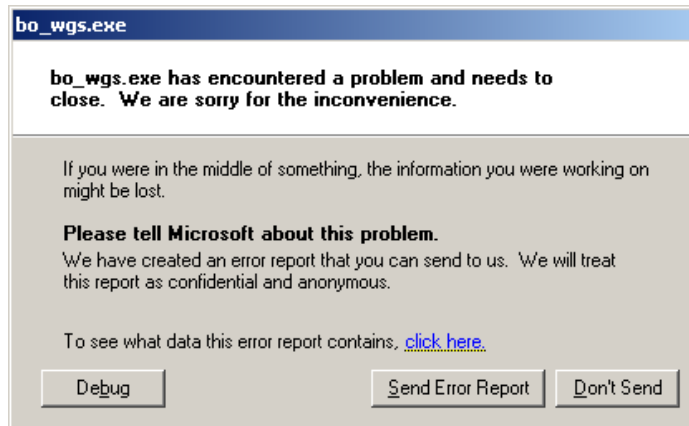 bo_wgs.exe
bo_wgs.exe has encountered a problem and needs to
close.  We are sorry for the inconvenience.
If you were in the middle of something, the information you were working on
might be lost.
Please tell Microsoft about this problem.
We have created an error report that you can send to us.  We will treat
this report as confidential and anonymous.
To see what data this error report contains, click here.
Debug Send Error Report Don't Send